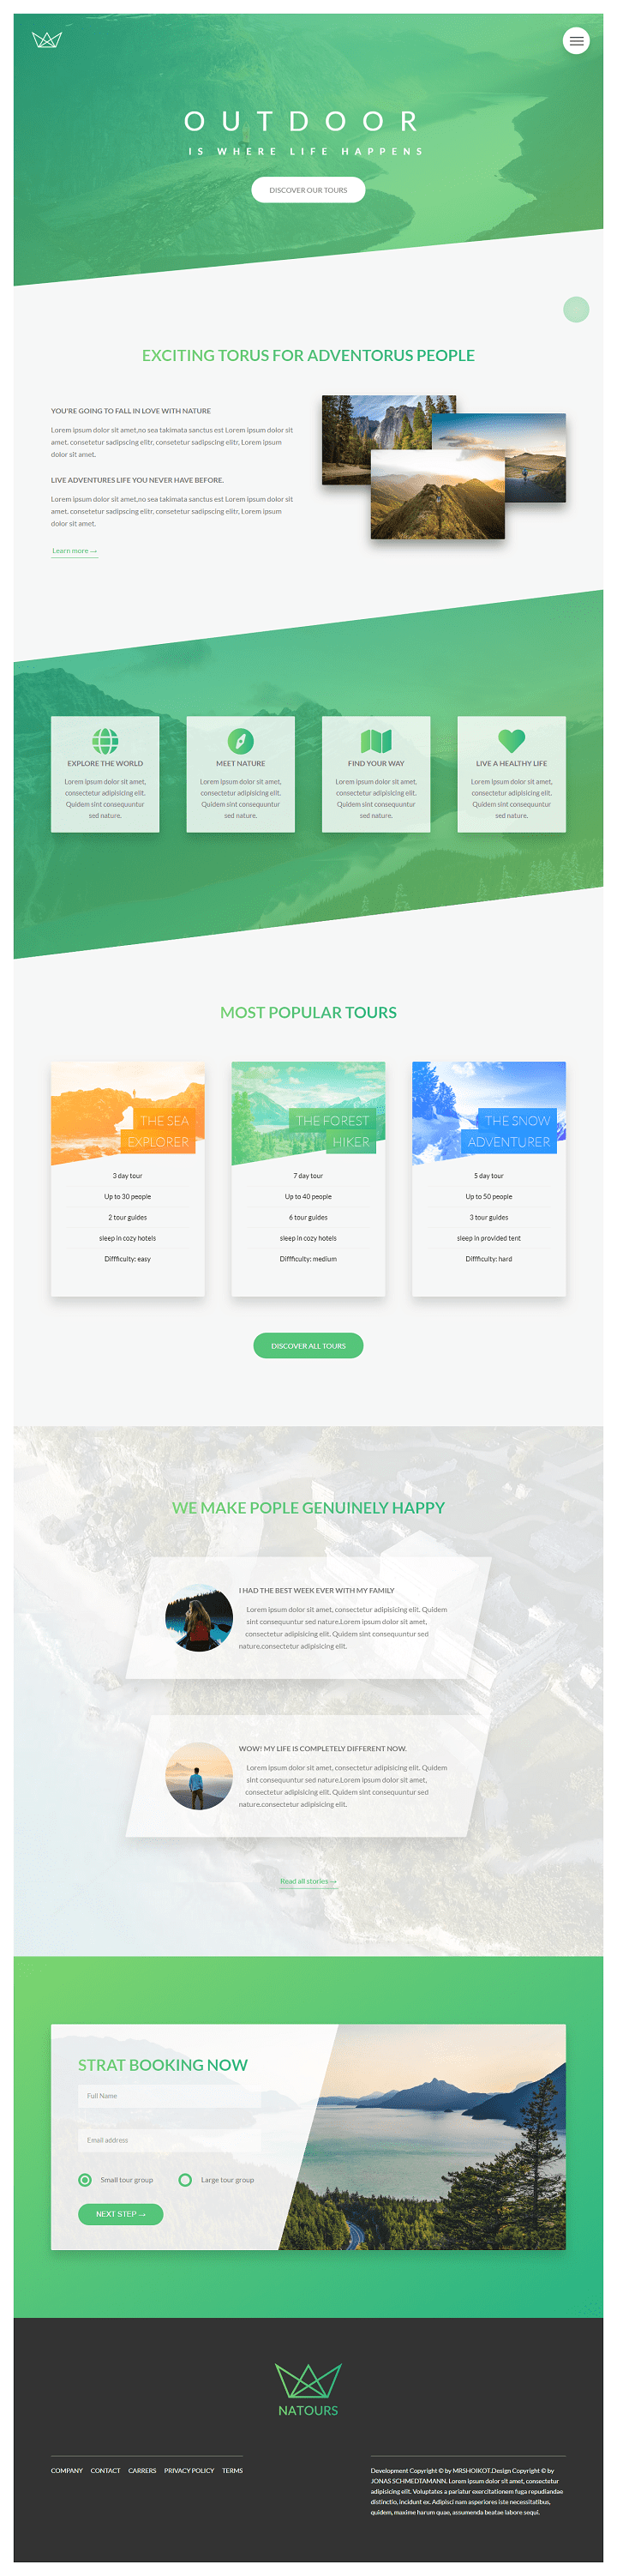 OUTDOOR
IS WHERE LIFE HAPPENS
DISCOVER OUR TOURS
EXCITING TORUS FOR ADVENTORUS PEOPLE
YOU'RE GOING TO FALL IN LOVE WITH NATURE
Lorem ipsum dolor sit amet,no sea takimata sanctus est Lorem ipsum dolor sit
amet. consetetur sadipscing elitr, consetetur sadipscing elitr, Lorem ipsum
dolor sit amet.
LIVE ADVENTURES LIFE YOU NEVER HAVE BEFORE.
Lorem ipsum dolor sit amet,no sea takimata sanctus est Lorem ipsum dolor sit
amet. consetetur sadipscing elitr, consetetur sadipscing elitr, Lorem ipsum
dolor sit amet.
Learn more →
EXPLORE THE WORLD
Lorem ipsum dolor sit amet,
consectetur adipisicing elit.
Quidem sint consequuntur
sed nature.
MEET NATURE
Lorem ipsum dolor sit amet,
consectetur adipisicing elit.
Quidem sint consequuntur
sed nature.
FIND YOUR WAY
Lorem ipsum dolor sit amet,
consectetur adipisicing elit.
Quidem sint consequuntur
sed nature.
LIVE A HEALTHY LIFE
Lorem ipsum dolor sit amet,
consectetur adipisicing elit.
Quidem sint consequuntur
sed nature.
MOST POPULAR TOURS
THE SEA
EXPLORER
3 day tour
Up to 30 people
2 tour guides
sleep in cozy hotels
Diffficulty: easy
THE FOREST
HIKER
7 day tour
Up to 40 people
6 tour guides
sleep in cozy hotels
Diffficulty: medium
THE SNOW
ADVENTURER
5 day tour
Up to 50 people
3 tour guides
sleep in provided tent
Diffficulty: hard
DISCOVER ALL TOURS
WE MAKE POPLE GENUINELY HAPPY
I HAD THE BEST WEEK EVER WITH MY FAMILY
Lorem ipsum dolor sit amet, consectetur adipisicing elit. Quidem
sint consequuntur sed nature.Lorem ipsum dolor sit amet,
consectetur adipisicing elit. Quidem sint consequuntur sed
nature.consectetur adipisicing elit.
WOW! MY LIFE IS COMPLETELY DIFFERENT NOW.
Lorem ipsum dolor sit amet, consectetur adipisicing elit. Quidem
sint consequuntur sed nature.Lorem ipsum dolor sit amet,
consectetur adipisicing elit. Quidem sint consequuntur sed
nature.consectetur adipisicing elit.
Read all stories →
STRAT BOOKING NOW
Full Name
Email address
Small tour group
Large tour group
NEXT STEP →
NATOURS
COMPANY CONTACT CARRERS PRIVACY POLICY TERMS
Development Copyright © by MRSHOIKOT.Design Copyright © by
JONAS SCHMEDTAMANN. Lorem ipsum dolor sit amet, consectetur
adipisicing elit. Voluptates a pariatur exercitationem fuga repudiandae
distinctio, incidunt ex. Adipisci nam asperiores iste necessitatibus,
quidem, maxime harum quae, assumenda beatae labore sequi.